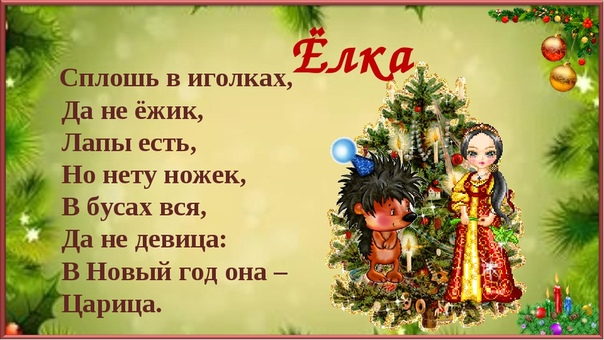 Ёлка
Сплошь в иголках,
Да не ёжик,
Лапы есть,
Но нету ножек,
В бусах вся,
Да не девица:
В Новый год она –
Царица.